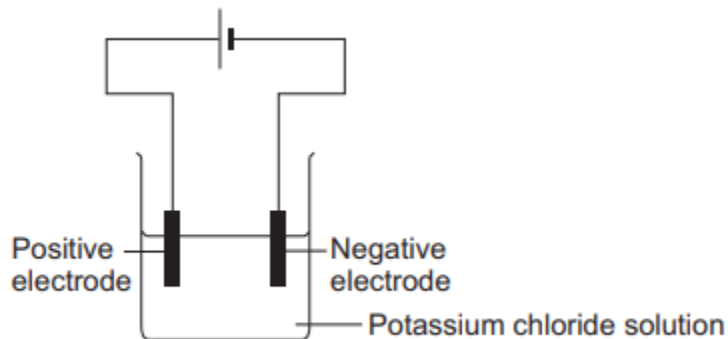 Positive
electrode
Negative
electrode
Potassium chloride solution